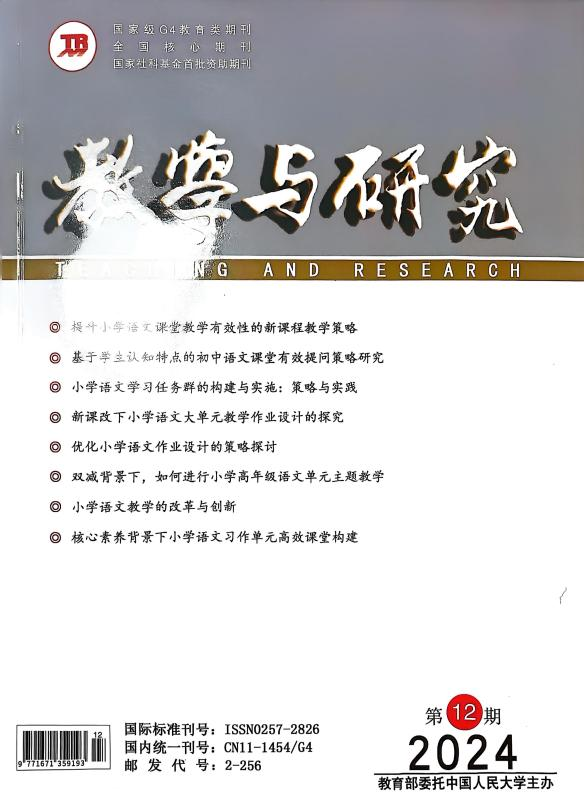 TR
国家级G4教育类期刊
全国核心期刊
国家社科基金首批资助期刊
教学与研究
TEACHING AND RESEARCH
提升小学语文课堂教学有效性的新课程教学策略
基于学生认知特点的初中语文课堂有效提问策略研究
小学语文学习任务群的构建与实施：策略与实践
新课改下小学语文大单元教学作业设计的探究
优化小学语文作业设计的策略探讨
双减背景下，如何进行小学高年级语文单元主题教学
小学语文教学的改革与创新
核心素养背景下小学语文习作单元高效课堂构建
12
9771671359193
国际标准刊号：ISSN0257-2826
国内统一刊号：CN11-1454/G4
邮发代号：2-256
第12期
2024
教育部委托中国人民大学主办